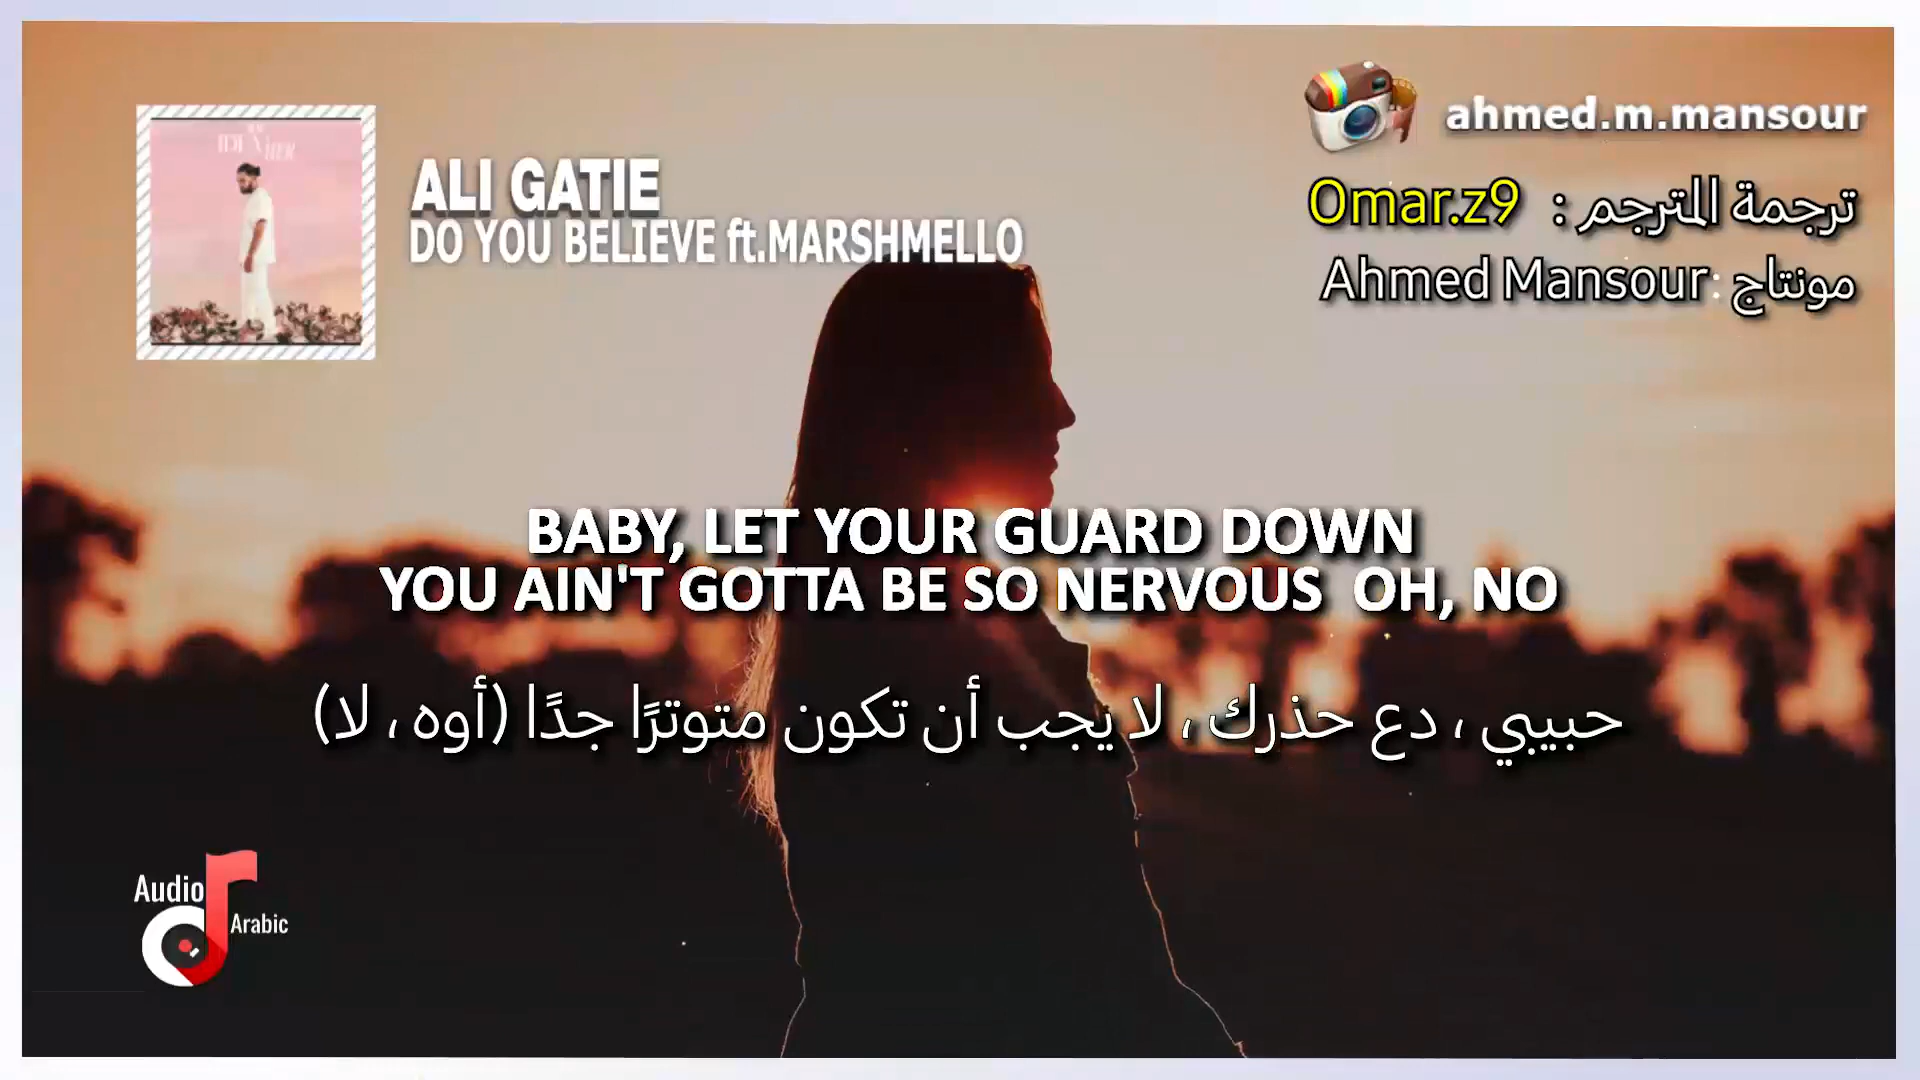 ahmed.m.mansour
ALI GATIE
DO YOU BELIEVE ft.MARSHMELLO
ترجمة المترجم : Omar.z9
مونتاج: Ahmed Mansour
BABY, LET YOUR GUARD DOWN
YOU AIN'T GOTTA BE SO NERVOUS OH, NO
حبيبي ، دع حذرك ، لا يجب أن تكون متوترًا جدًا (أوه ، لا)
Audio
Arabic